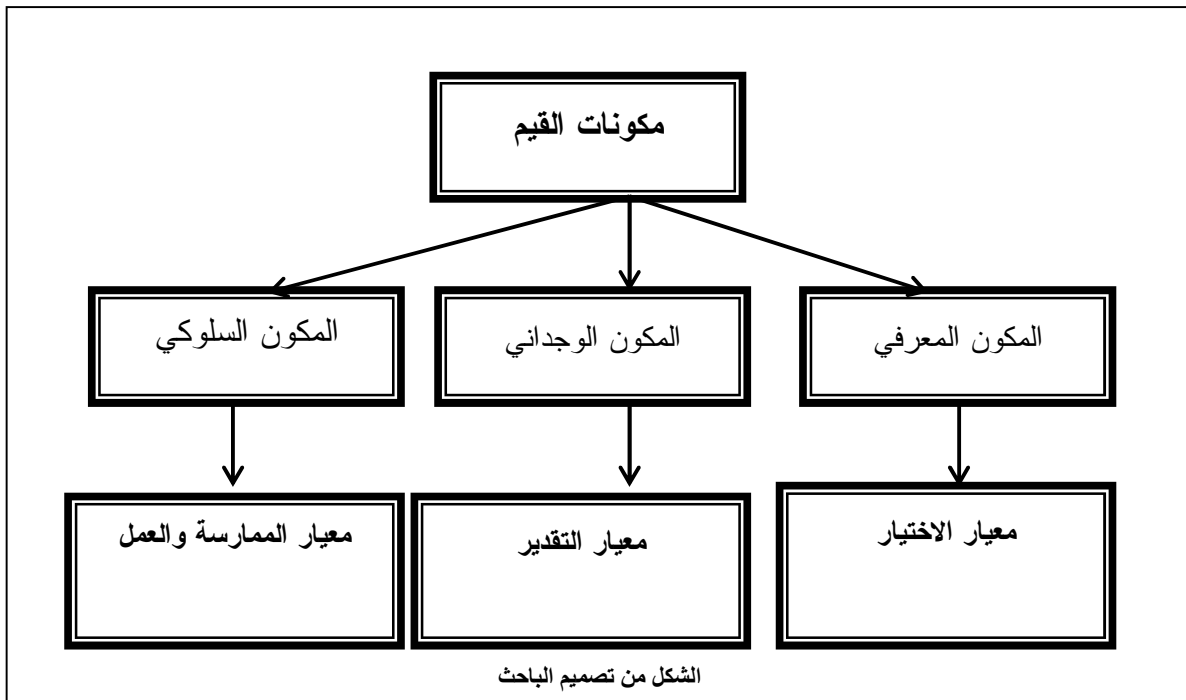 مكونات القيم
المكون المعرفي
المكون الوجداني
المكون السلوكي
معيار الاختيار
معيار التقدير
معيار الممارسة والعمل
الشكل من تصميم الباحث